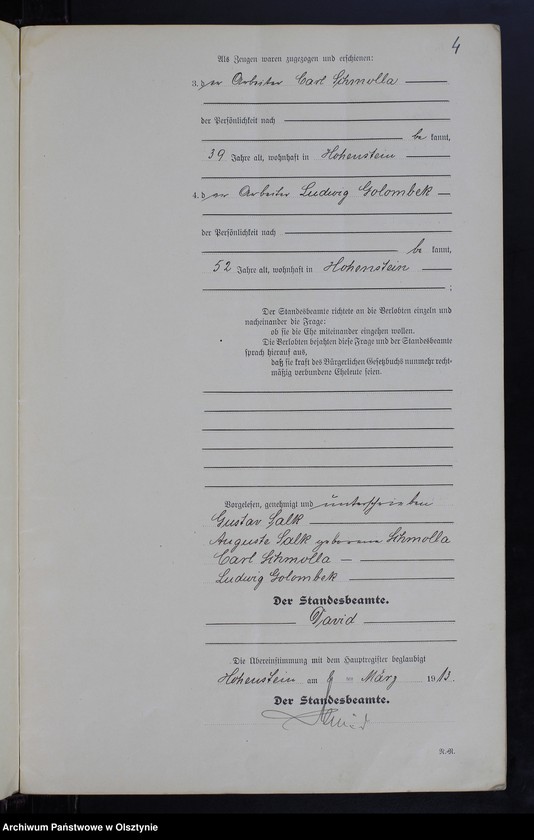 4
Als Zeugen waren zugezogen und erschienen:
3. der Arbeiter Carl Schmolla
der Persönlichkeit nach
be kannt,
39 Jahre alt, wohnhaft in Hohenstein
4. der Arbeiter Ludwig Golombek
der Persönlichkeit nach
be kannt,
52 Jahre alt, wohnhaft in Hohenstein
;
Der Standesbeamte richtete an die Verlobten einzeln und
nacheinander die Frage:
ob sie die Ehe miteinander eingehen wollen.
Die Verlobten bejahten diese Frage und der Standesbeamte
sprach hierauf aus,
daß sie kraft des Bürgerlichen Gesetzbuchs nunmehr recht-
mäßig verbundene Eheleute seien.
Vorgelesen, genehmigt und unterschrieben
Gustav Salk
Auguste Salk geborene Schmolla
Carl Schmolla
Ludwig Golombek
Der Standesbeamte.
David
Die Übereinstimmung mit dem Hauptregister beglaubigt
Hohenstein am März 1913.
Der Standesbeamte.
David
R.-N.
Archiwum Państwowe w Olsztynie